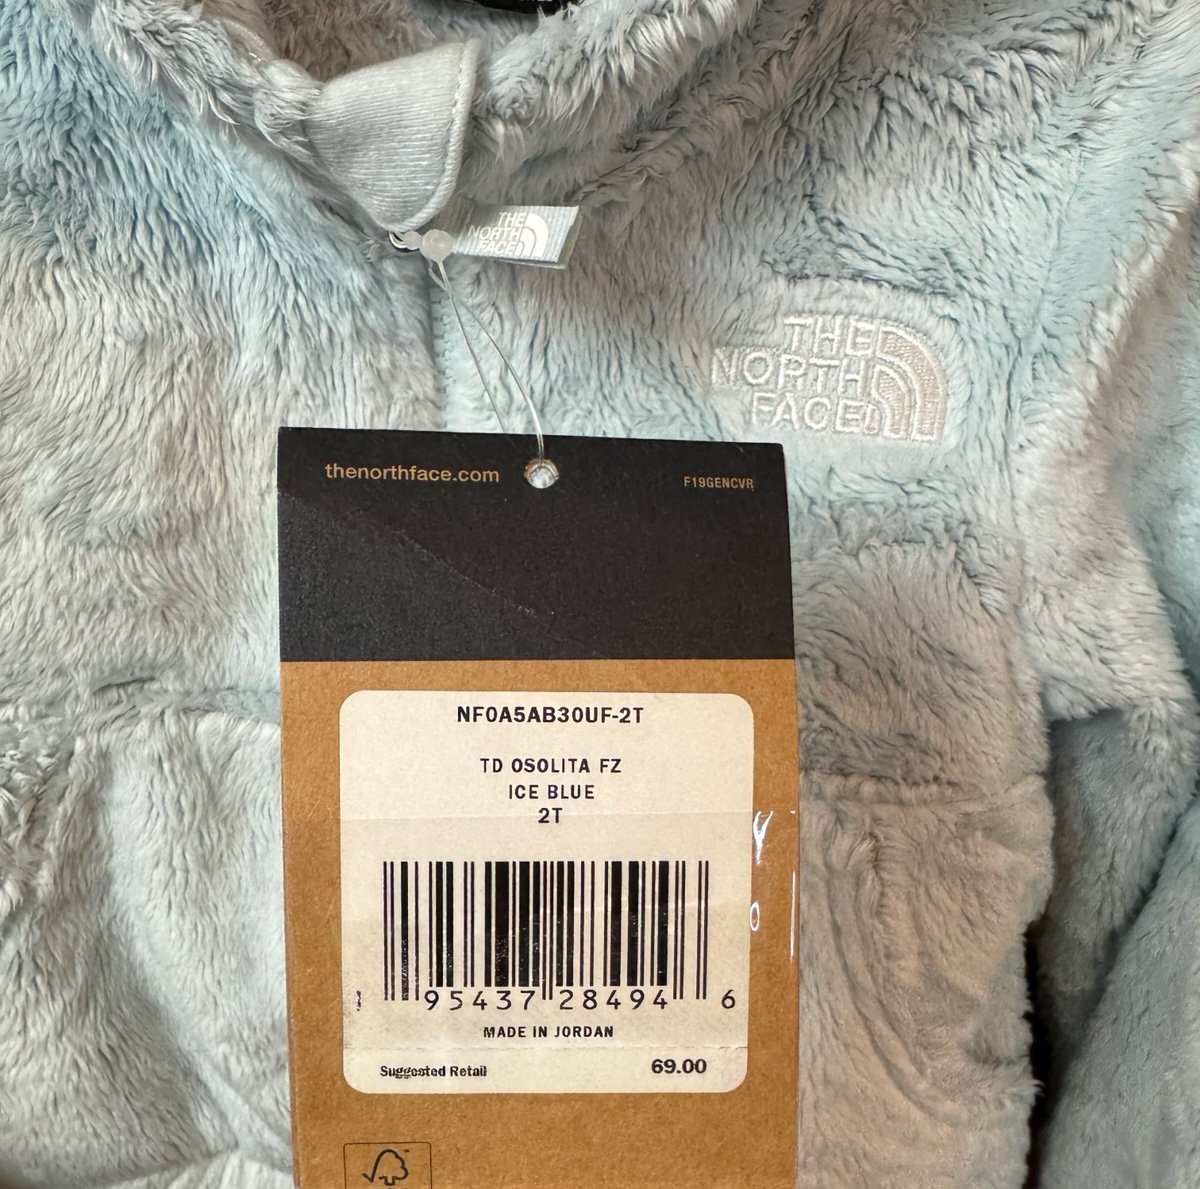 THE
NORTH
FACE
THE
NORTH
FACE
thenorthface.com
F19GENCVR
NF0A5AB30UF-2T
TD OSOLITA FZ
ICE BLUE
2T
1 95437 28494 6
MADE IN JORDAN
Suggested Retail 69.00